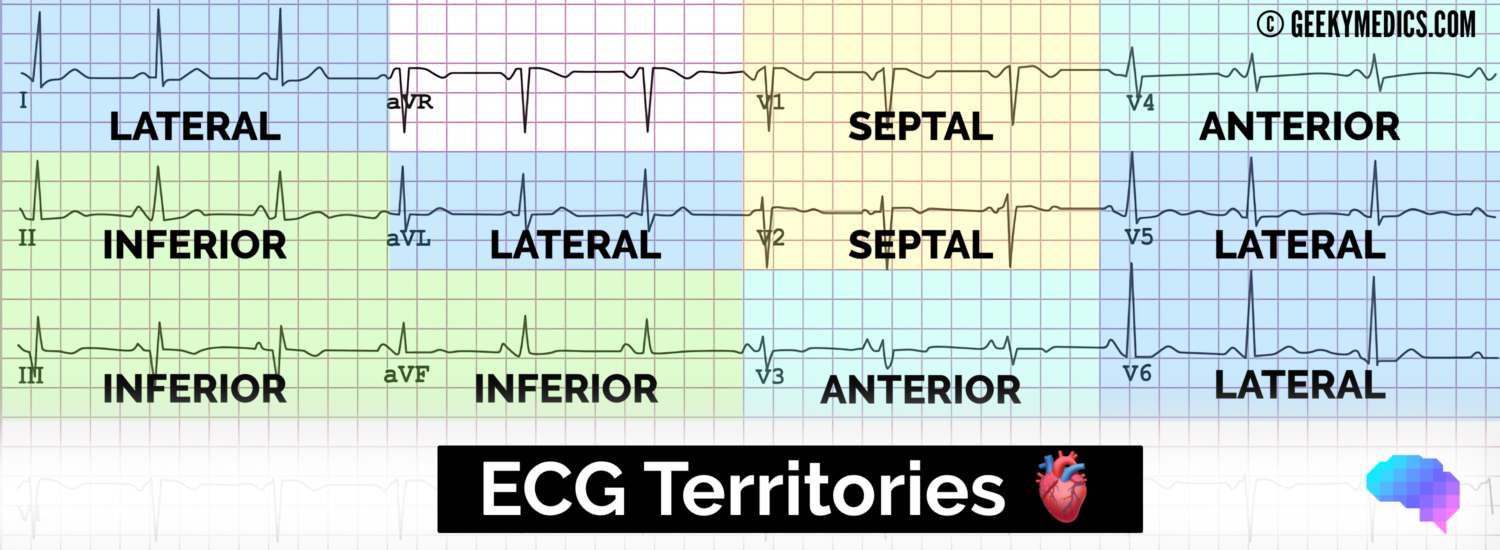 © GEEKYMEDICS.COM
I
LATERAL
aVR
V1
SEPTAL
V4
ANTERIOR
II
INFERIOR
aVL
LATERAL
V2
SEPTAL
V5
LATERAL
III
INFERIOR
aVF
INFERIOR
V3
ANTERIOR
V6
LATERAL
ECG Territories
VI